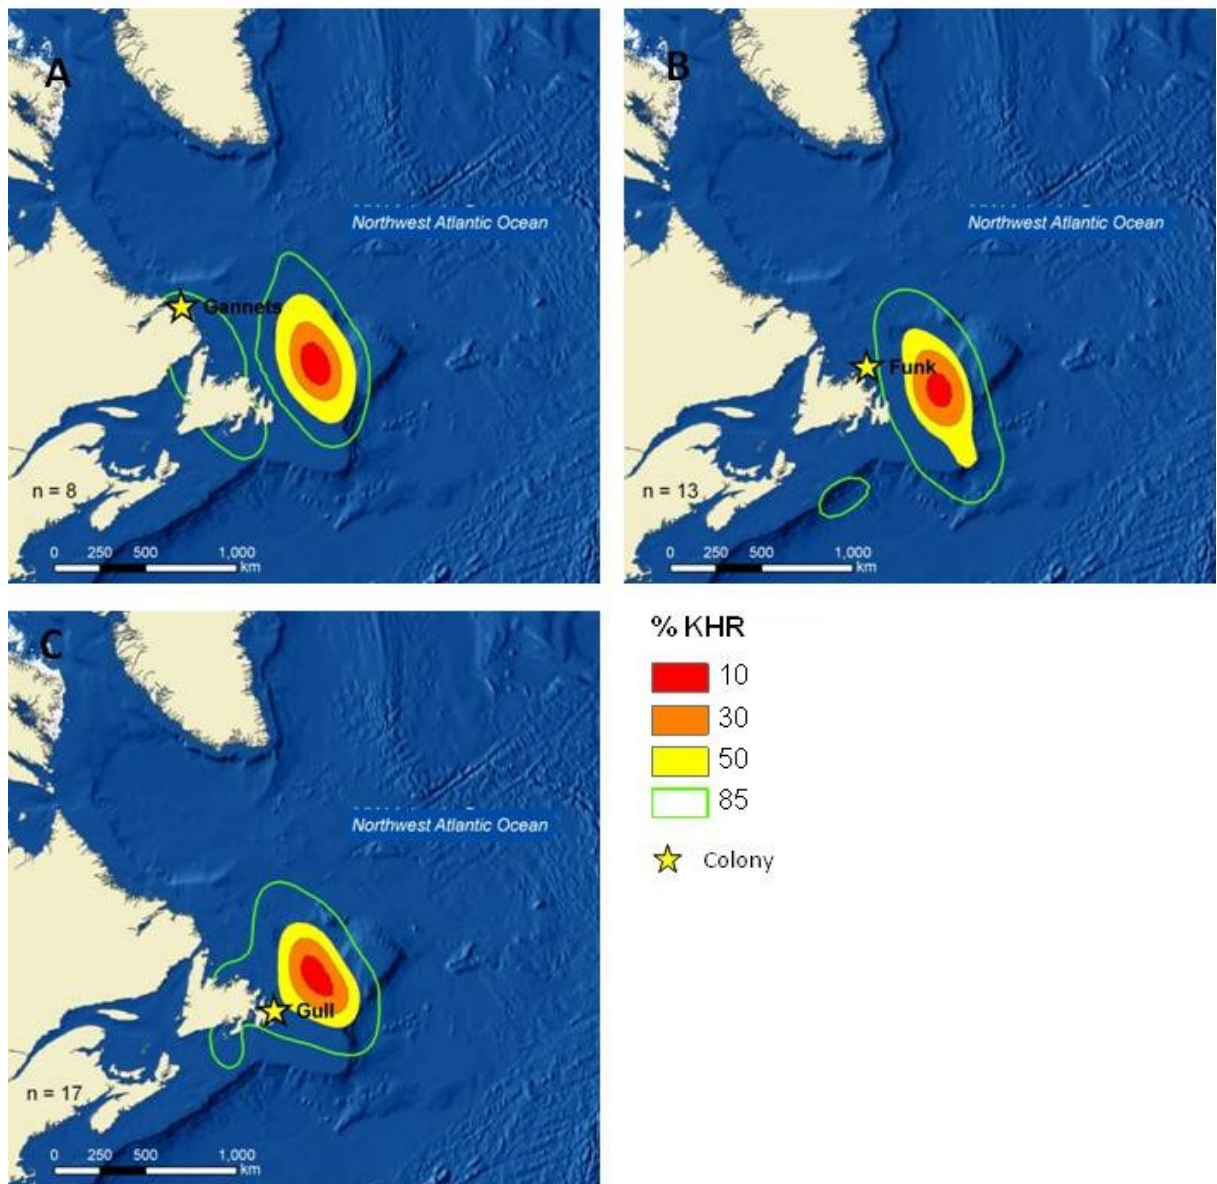 A
Northwest Atlantic Ocean
Gannets
n = 8
0 250 500 1,000
km
B
Northwest Atlantic Ocean
Funk
n = 13
0 250 500 1,000
km
C
Northwest Atlantic Ocean
Gull
n = 17
0 250 500 1,000
km
% KHR
10
30
50
85
Colony